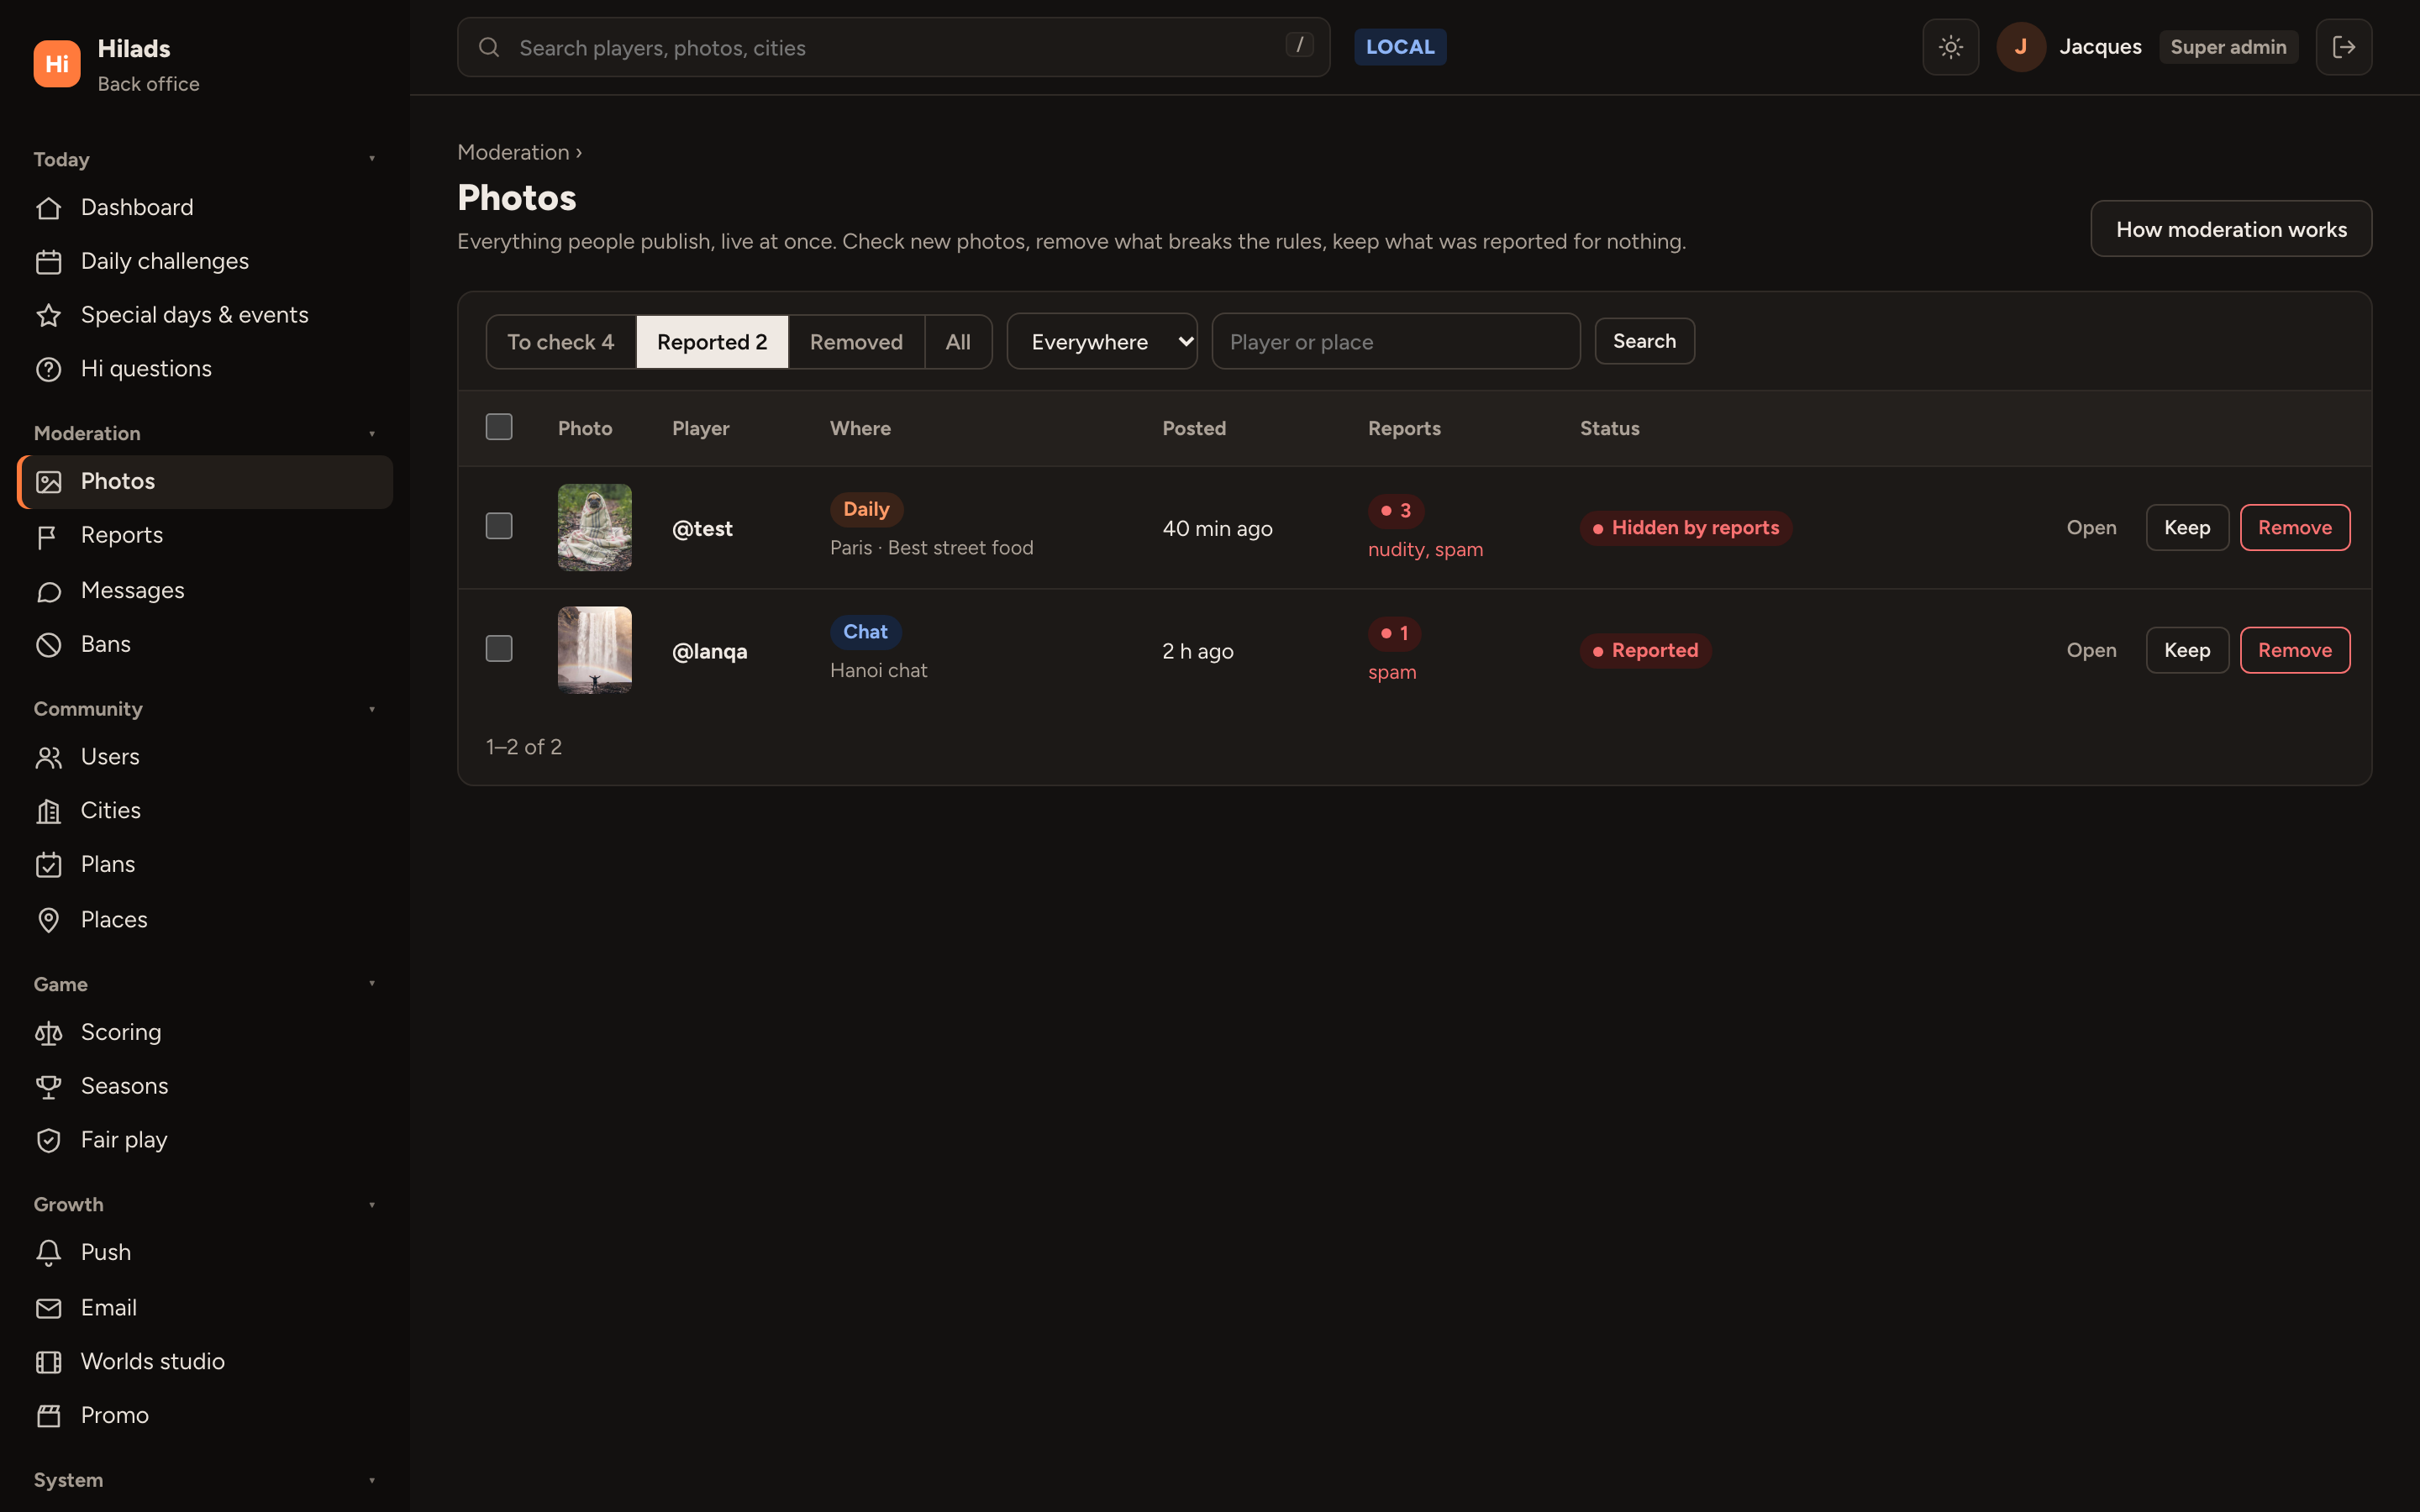 Hi
Hilads
Back office
Today
Dashboard
Daily challenges
Special days & events
Hi questions
Moderation
Photos
Reports
Messages
Bans
Community
Users
Cities
Plans
Places
Game
Scoring
Seasons
Fair play
Growth
Push
Email
Worlds studio
Promo
System
Search players, photos, cities /
LOCAL
J Jacques Super admin
Moderation ›
Photos
Everything people publish, live at once. Check new photos, remove what breaks the rules, keep what was reported for nothing.
How moderation works
To check 4 Reported 2 Removed All Everywhere Player or place Search
Photo Player Where Posted Reports Status
@test Daily 40 min ago 3 Hidden by reports Open Keep Remove
Paris · Best street food nudity, spam
@lanqa Chat 2 h ago 1 Reported Open Keep Remove
Hanoi chat spam
1–2 of 2